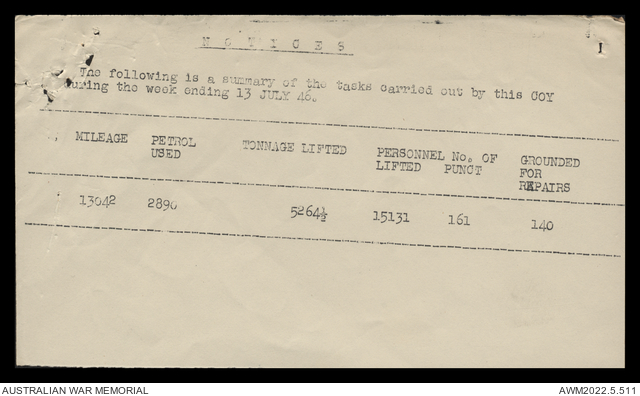 N O T I C E S
1
The following is a summary of the tasks carried out by this COY
during the week ending 13 JULY 46.
MILEAGE PETROL USED TONNAGE LIFTED PERSONNEL LIFTED No. OF PUNCT GROUNDED FOR REPAIRS
13042 2890 5264½ 15131 161 140
AUSTRALIAN WAR MEMORIAL
AWM2022.5.511